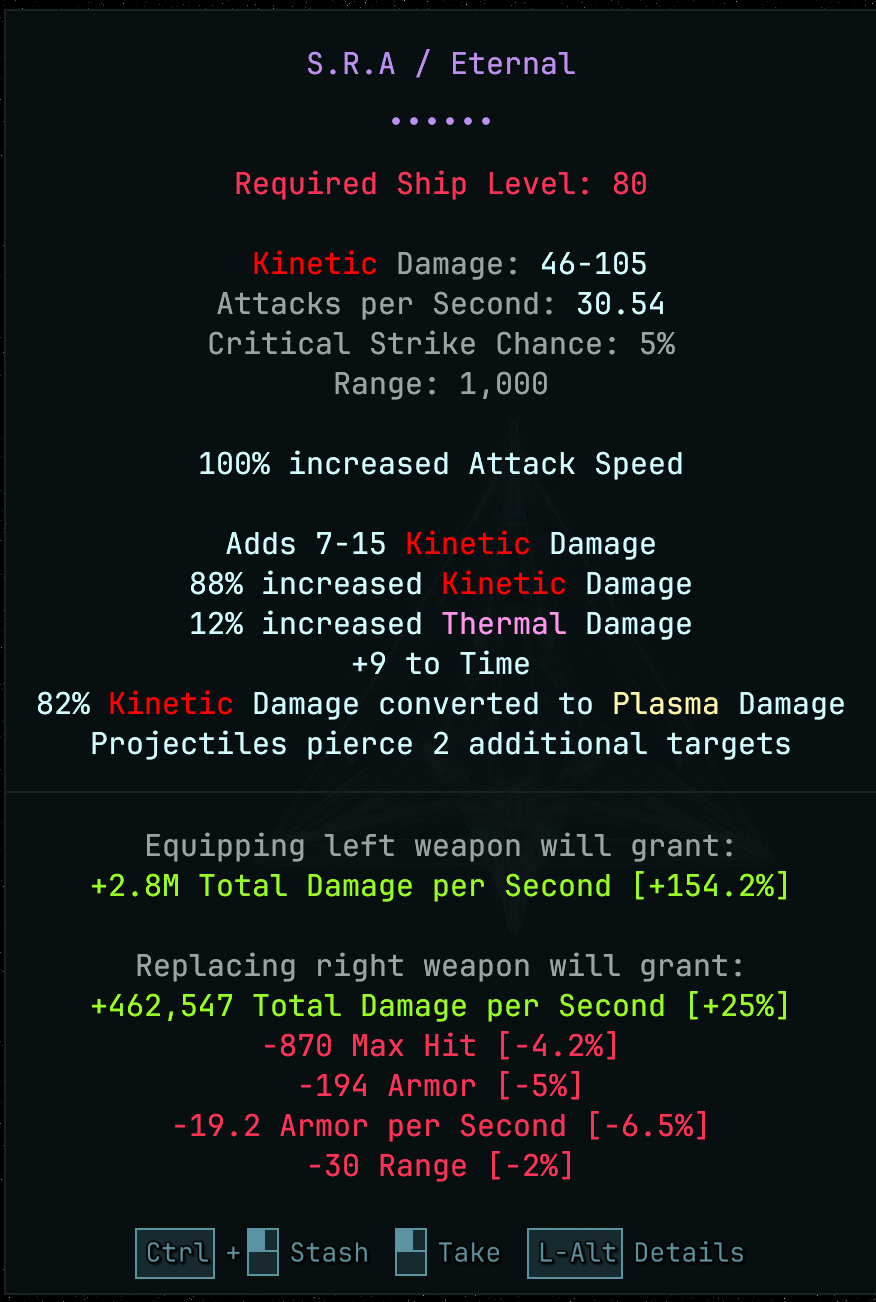 S.R.A / Eternal
••••••
Required Ship Level: 80
Kinetic Damage: 46-105
Attacks per Second: 30.54
Critical Strike Chance: 5%
Range: 1,000
100% increased Attack Speed
Adds 7-15 Kinetic Damage
88% increased Kinetic Damage
12% increased Thermal Damage
+9 to Time
82% Kinetic Damage converted to Plasma Damage
Projectiles pierce 2 additional targets
Equipping left weapon will grant:
+2.8M Total Damage per Second [+154.2%]
Replacing right weapon will grant:
+462,547 Total Damage per Second [+25%]
-870 Max Hit [-4.2%]
-194 Armor [-5%]
-19.2 Armor per Second [-6.5%]
-30 Range [-2%]
Ctrl + Stash Take L-Alt Details